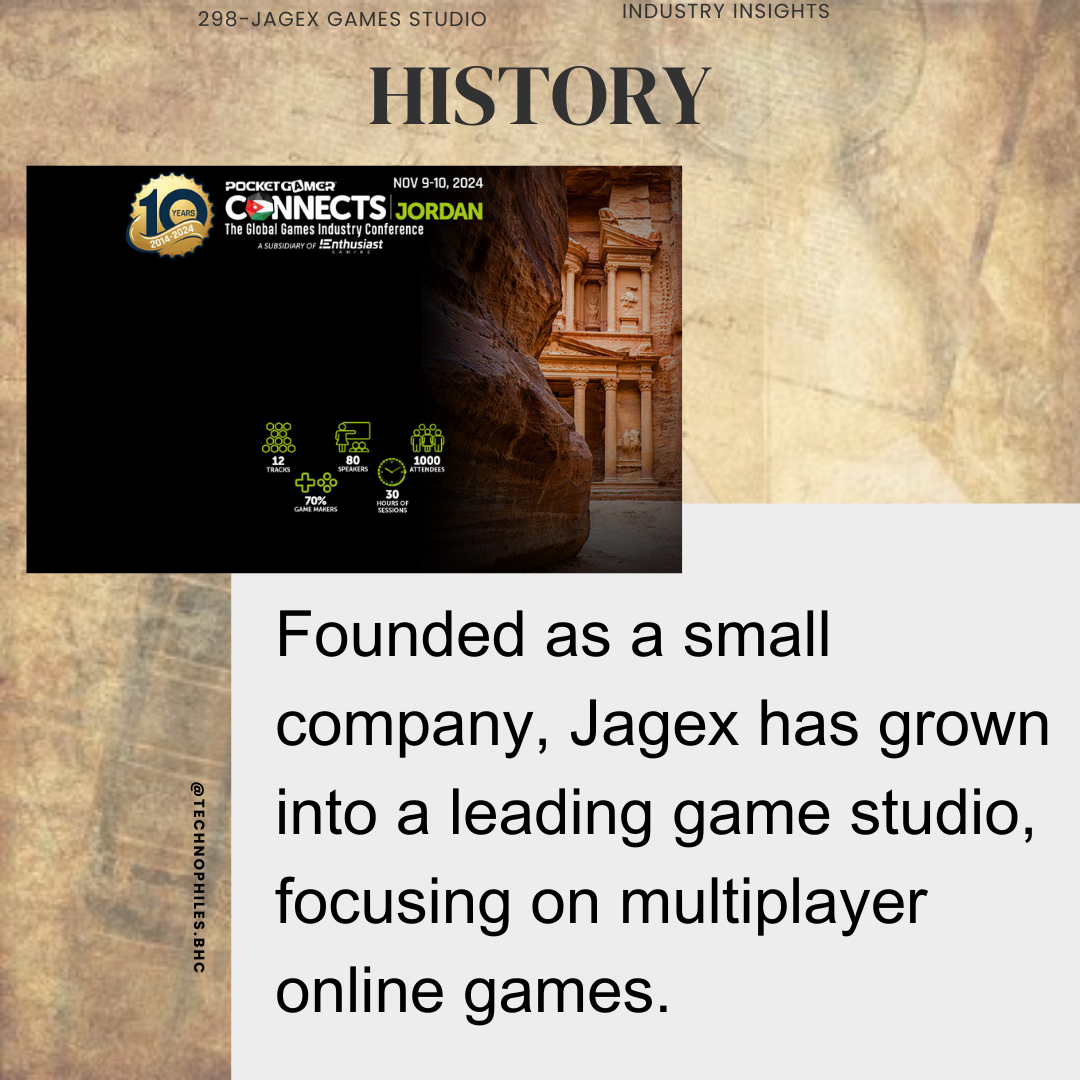 298-JAGEX GAMES STUDIO
INDUSTRY INSIGHTS
HISTORY
10 YEARS
2014-2024
POCKETGAMER
CONNECTS
The Global Games Industry Conference
A SUBSIDIARY OF Enthusiast
GAMING
NOV 9-10, 2024
JORDAN
12
TRACKS
80
SPEAKERS
1000
ATTENDEES
70%
GAME MAKERS
30
HOURS OF
SESSIONS
Founded as a small
company, Jagex has grown
into a leading game studio,
focusing on multiplayer
online games.
@TECHNOPHILES.BHC